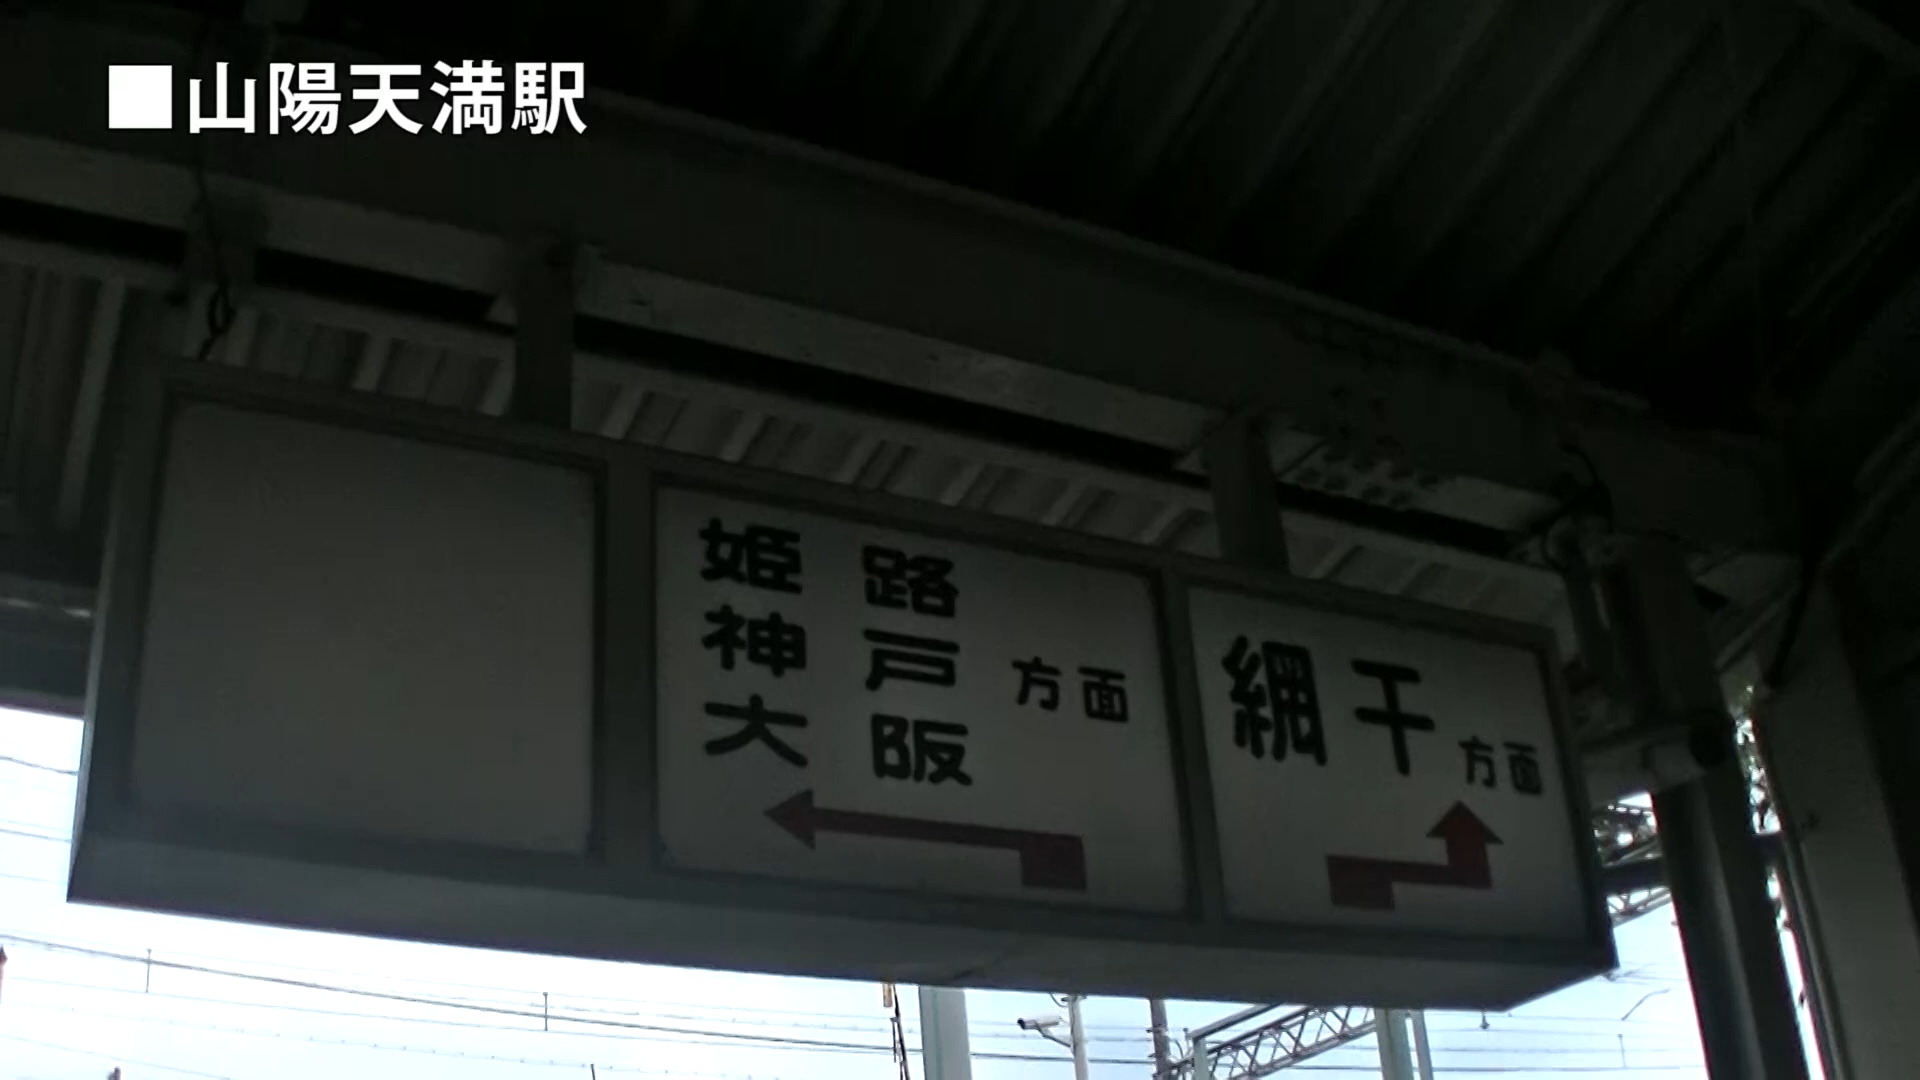 ■山陽天満駅
姫路
神戸 方面
大阪
網干 方面